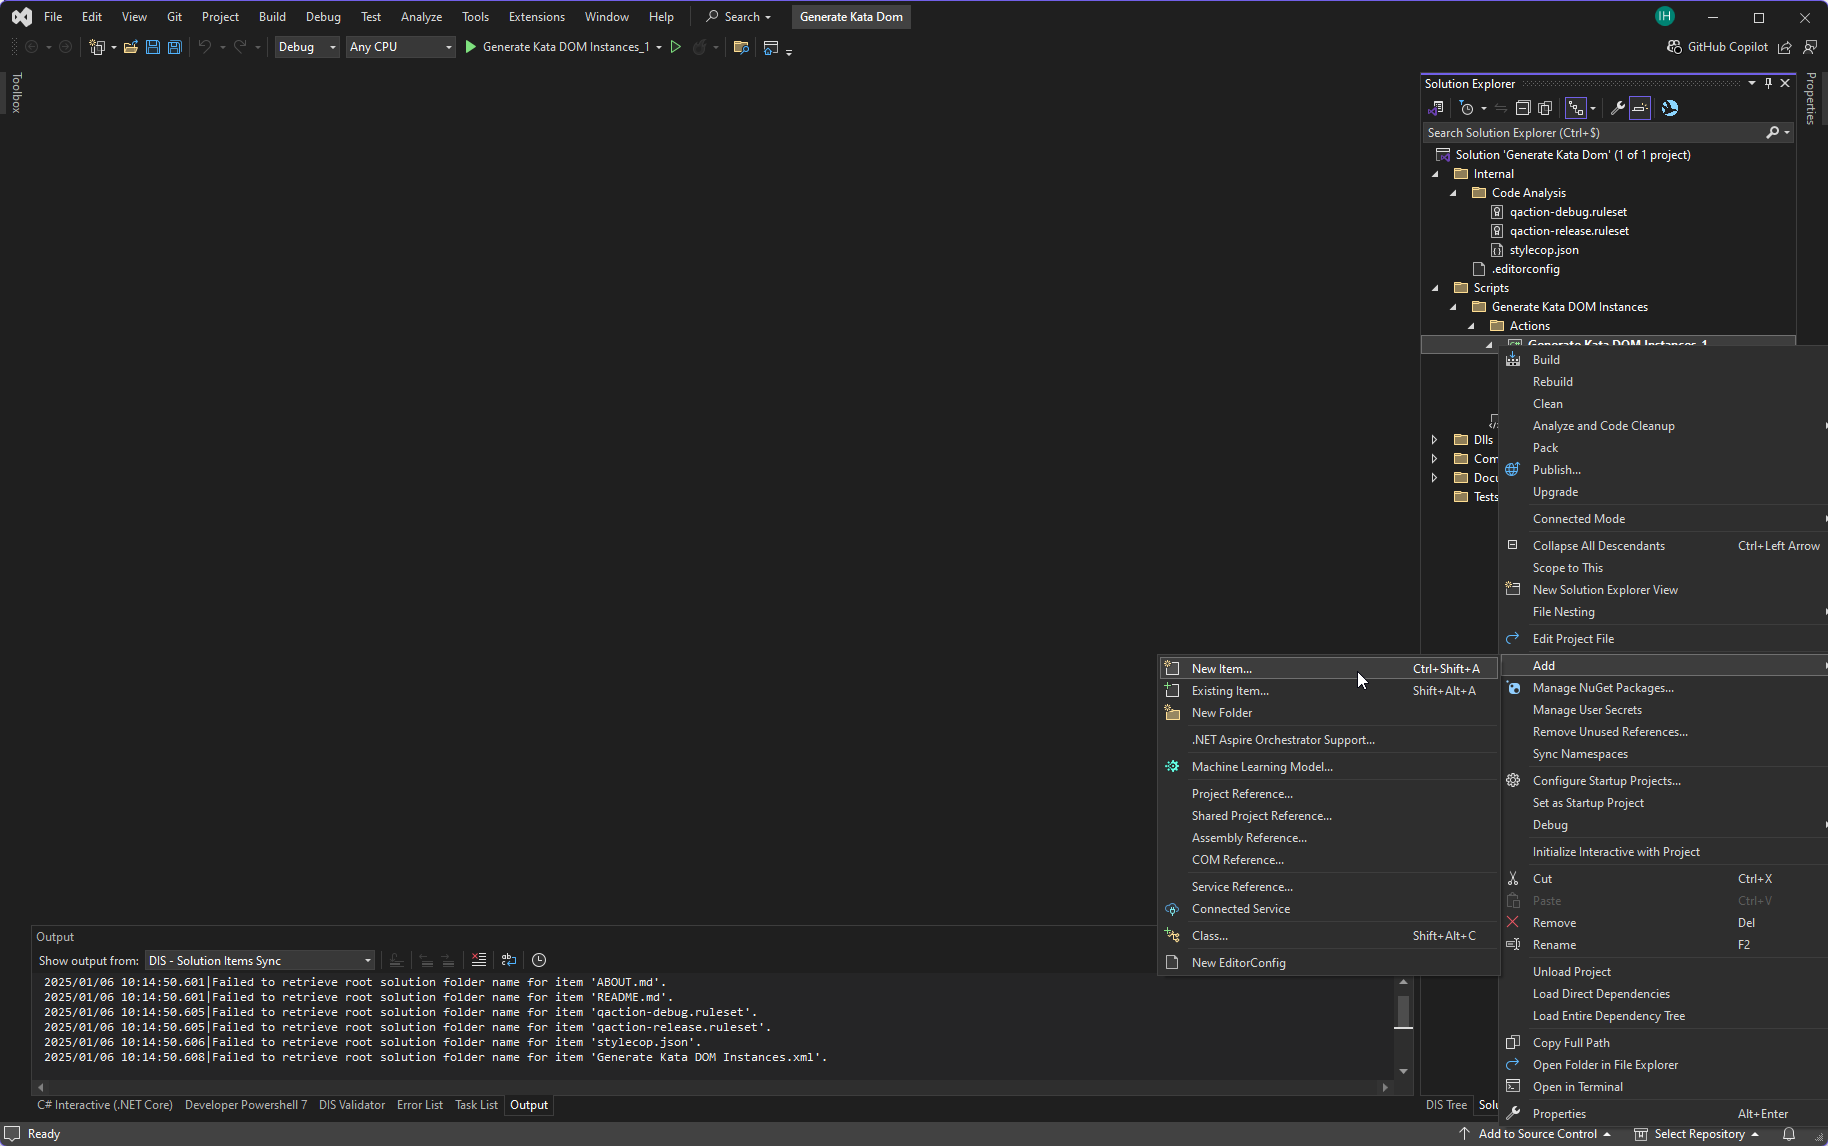 File Edit View Git Project Build Debug Test Analyze Tools Extensions Window Help Search Generate Kata Dom IH
Debug Any CPU Generate Kata DOM Instances_1 GitHub Copilot
Toolbox
Properties
Solution Explorer
Search Solution Explorer (Ctrl+$)
Solution 'Generate Kata Dom' (1 of 1 project)
Internal
Code Analysis
qaction-debug.ruleset
qaction-release.ruleset
stylecop.json
.editorconfig
Scripts
Generate Kata DOM Instances
Actions
Generate Kata DOM Instances_1
Dlls
Com
Docu
Tests
Build
Rebuild
Clean
Analyze and Code Cleanup
Pack
Publish...
Upgrade
Connected Mode
Collapse All Descendants Ctrl+Left Arrow
Scope to This
New Solution Explorer View
File Nesting
Edit Project File
Add
Manage NuGet Packages...
Manage User Secrets
Remove Unused References...
Sync Namespaces
Configure Startup Projects...
Set as Startup Project
Debug
Initialize Interactive with Project
Cut Ctrl+X
Paste Ctrl+V
Remove Del
Rename F2
Unload Project
Load Direct Dependencies
Load Entire Dependency Tree
Copy Full Path
Open Folder in File Explorer
Open in Terminal
Properties Alt+Enter
New Item... Ctrl+Shift+A
Existing Item... Shift+Alt+A
New Folder
.NET Aspire Orchestrator Support...
Machine Learning Model...
Project Reference...
Shared Project Reference...
Assembly Reference...
COM Reference...
Service Reference...
Connected Service
Class... Shift+Alt+C
New EditorConfig
Output
Show output from: DIS - Solution Items Sync
2025/01/06 10:14:50.601|Failed to retrieve root solution folder name for item 'ABOUT.md'.
2025/01/06 10:14:50.601|Failed to retrieve root solution folder name for item 'README.md'.
2025/01/06 10:14:50.605|Failed to retrieve root solution folder name for item 'qaction-debug.ruleset'.
2025/01/06 10:14:50.605|Failed to retrieve root solution folder name for item 'qaction-release.ruleset'.
2025/01/06 10:14:50.606|Failed to retrieve root solution folder name for item 'stylecop.json'.
2025/01/06 10:14:50.608|Failed to retrieve root solution folder name for item 'Generate Kata DOM Instances.xml'.
C# Interactive (.NET Core) Developer Powershell 7 DIS Validator Error List Task List Output
DIS Tree Solu
Ready Add to Source Control Select Repository